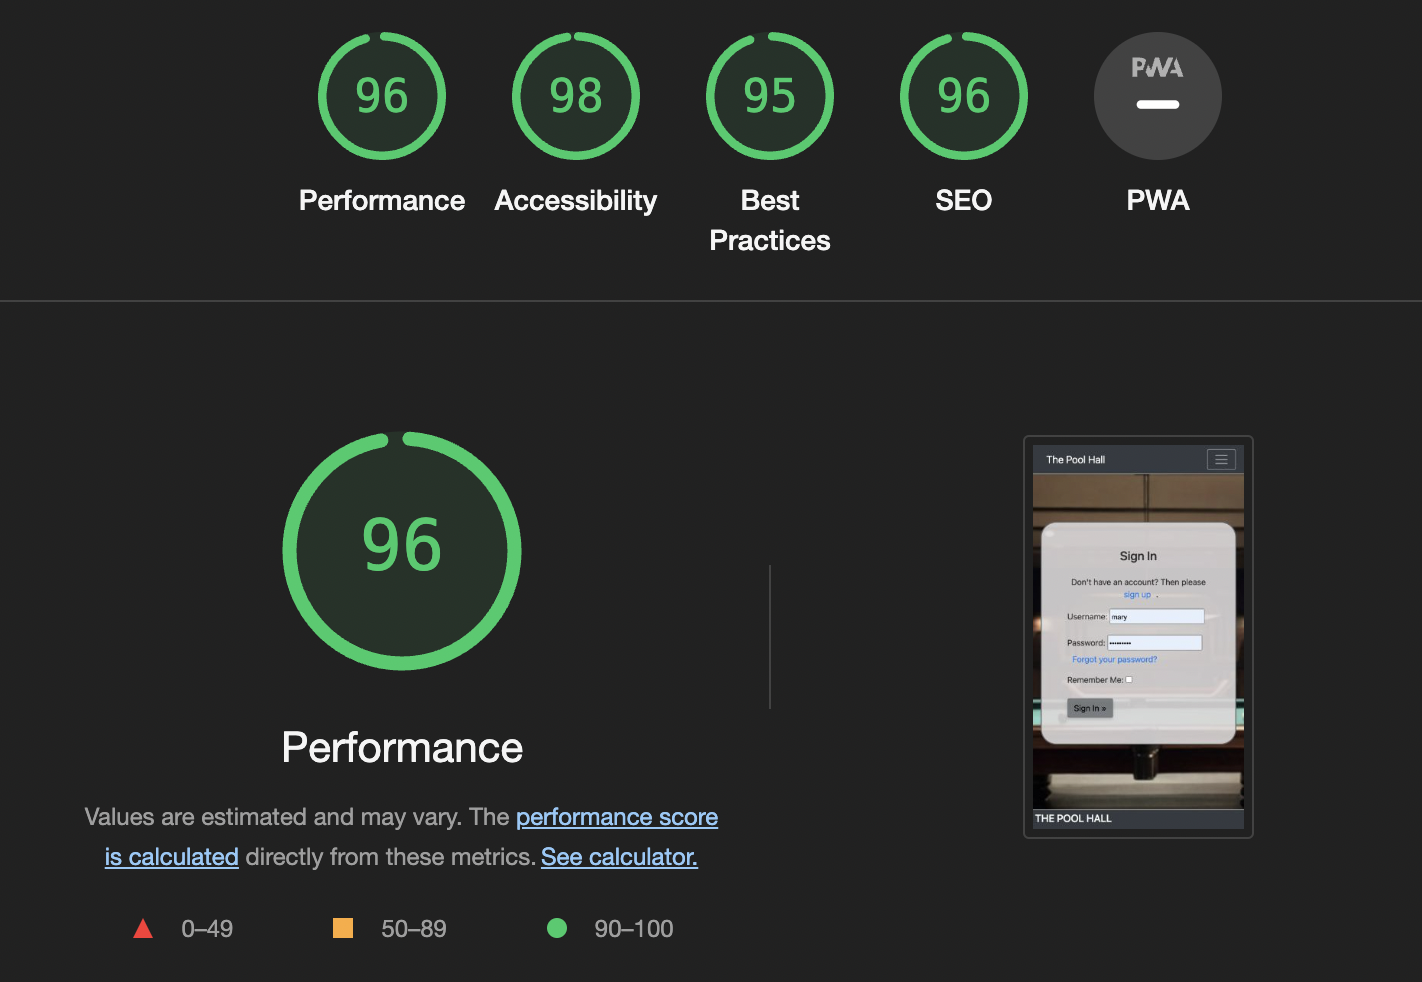 96
98
95
96
PWA
Performance
Accessibility
Best
Practices
SEO
PWA
96
Performance
Values are estimated and may vary. The performance score
is calculated directly from these metrics. See calculator.
0–49
50–89
90–100
The Pool Hall
Sign In
Don't have an account? Then please
sign up .
Username: mary
Password: •••••••••
Forgot your password?
Remember Me:
Sign In »
THE POOL HALL